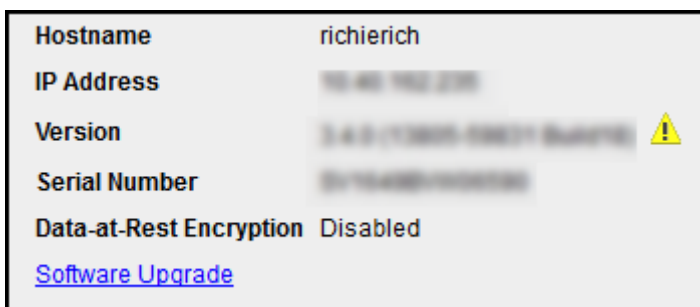 Hostname richierich
IP Address
Version
Serial Number
Data-at-Rest Encryption Disabled
Software Upgrade